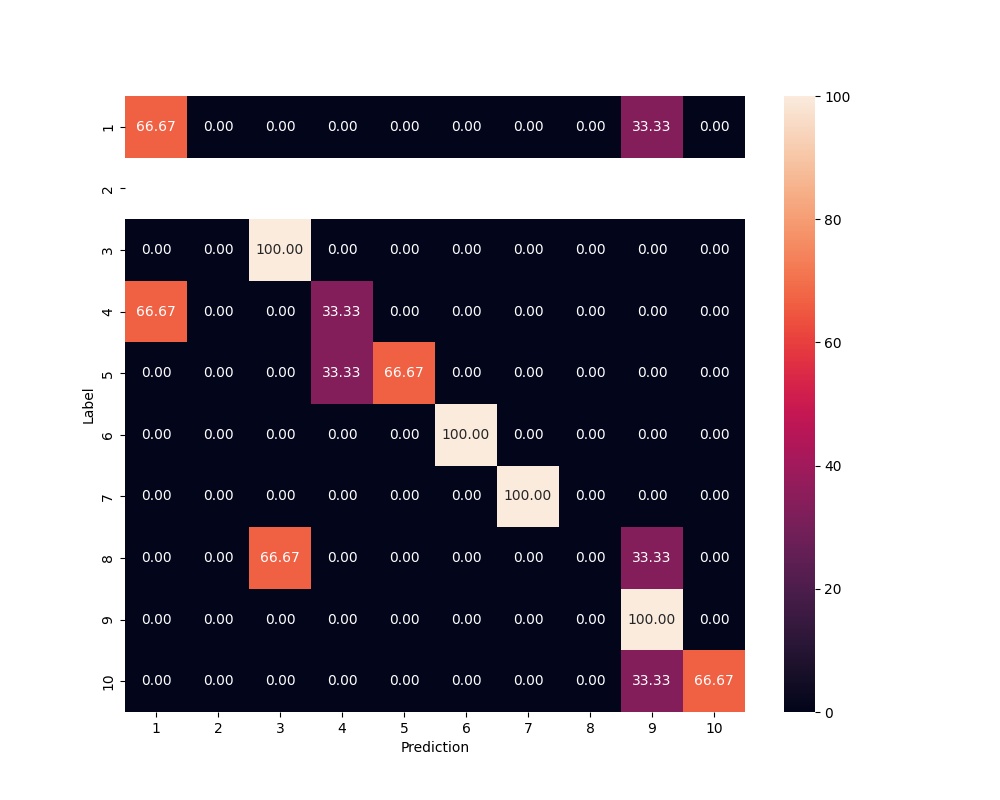 1 66.67 0.00 0.00 0.00 0.00 0.00 0.00 0.00 33.33 0.00
2
3 0.00 0.00 100.00 0.00 0.00 0.00 0.00 0.00 0.00 0.00
4 66.67 0.00 0.00 33.33 0.00 0.00 0.00 0.00 0.00 0.00
5 0.00 0.00 0.00 33.33 66.67 0.00 0.00 0.00 0.00 0.00
6 0.00 0.00 0.00 0.00 0.00 100.00 0.00 0.00 0.00 0.00
7 0.00 0.00 0.00 0.00 0.00 0.00 100.00 0.00 0.00 0.00
8 0.00 0.00 66.67 0.00 0.00 0.00 0.00 0.00 33.33 0.00
9 0.00 0.00 0.00 0.00 0.00 0.00 0.00 0.00 100.00 0.00
10 0.00 0.00 0.00 0.00 0.00 0.00 0.00 0.00 33.33 66.67
1 2 3 4 5 6 7 8 9 10
Prediction
Label
100
80
60
40
20
0